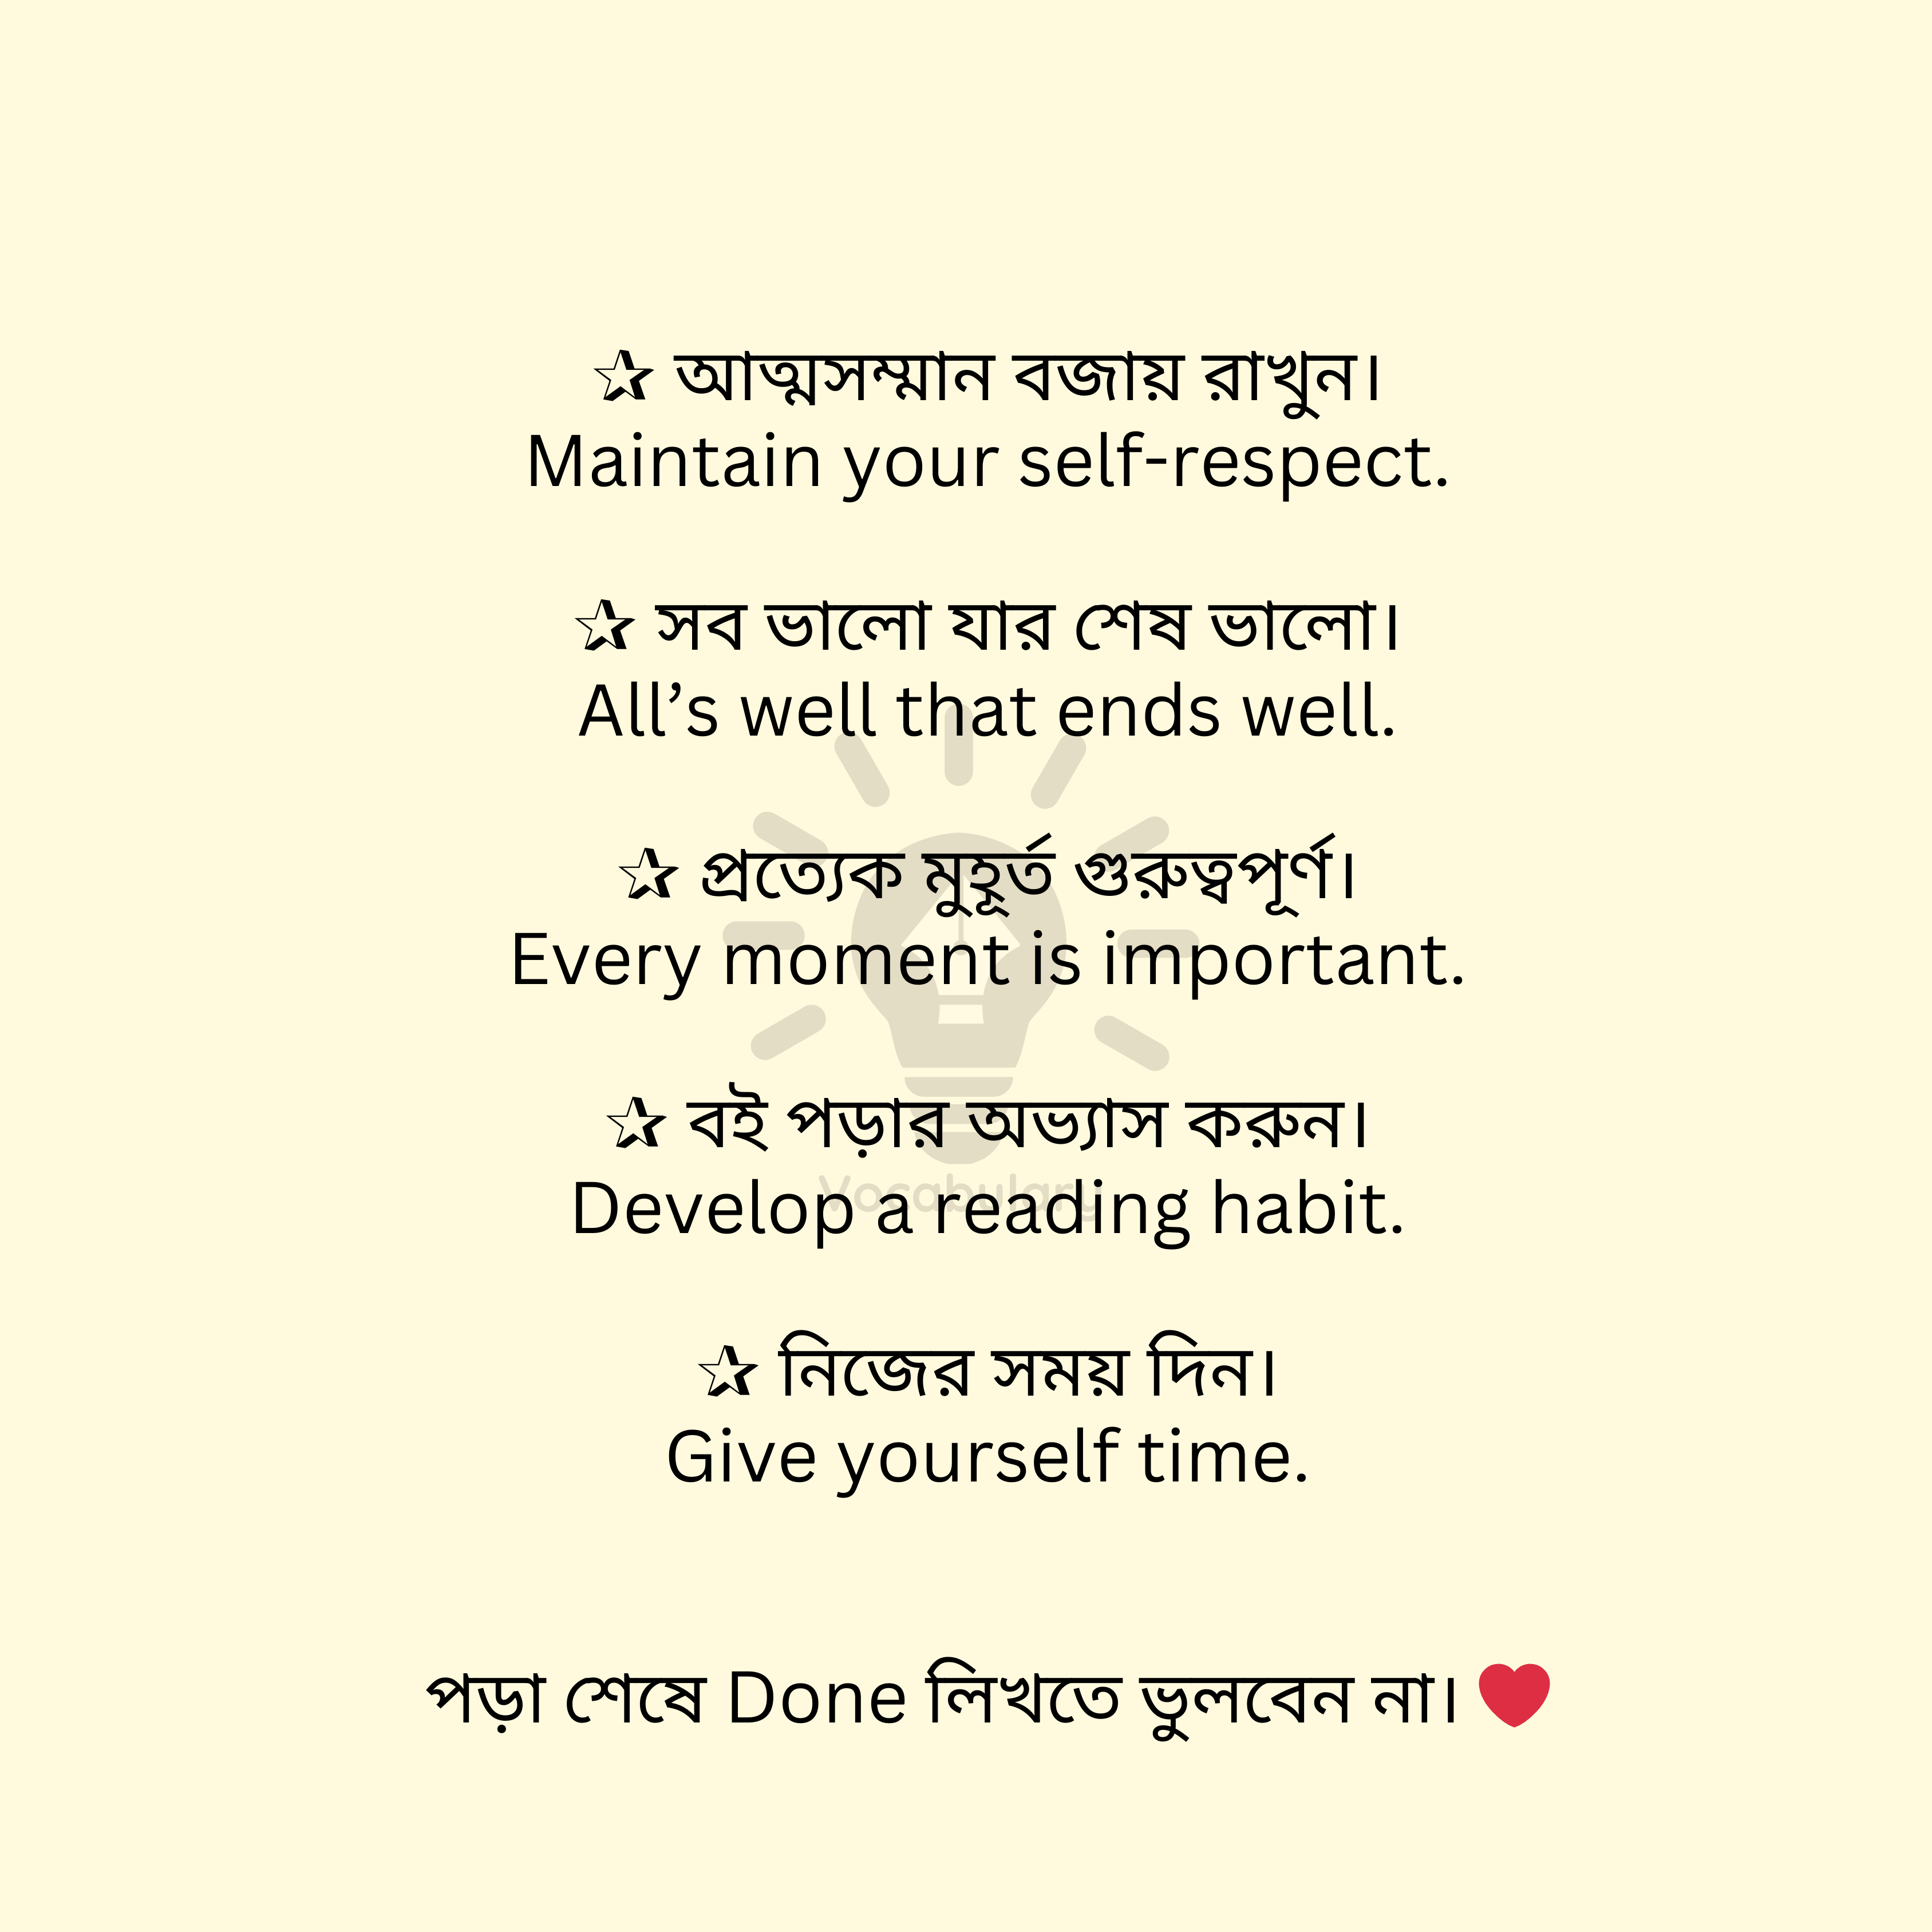 ✰ আত্মসম্মান বজায় রাখুন।
Maintain your self-respect.
✰ সব ভালো যার শেষ ভালো।
All’s well that ends well.
✰ প্রত্যেক মুহূর্ত গুরুত্বপূর্ণ।
Every moment is important.
✰ বই পড়ার অভ্যাস করুন।
Vocabulary
Develop a reading habit.
✰ নিজের সময় দিন।
Give yourself time.
পড়া শেষে Done লিখতে ভুলবেন না। ❤️